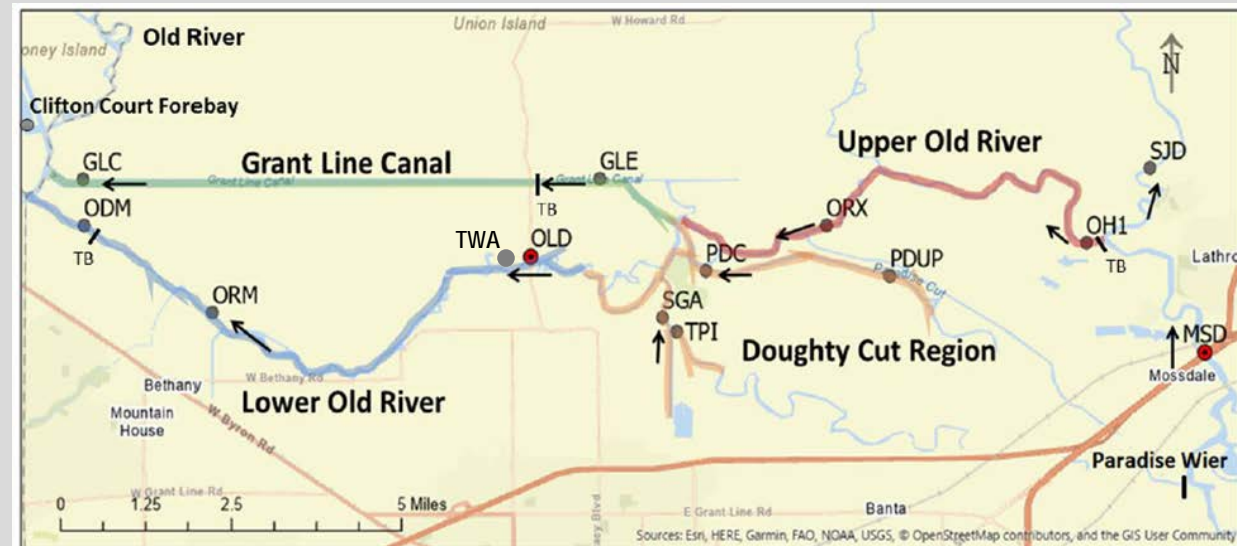 Union Island
W Howard Rd
Old River
oney Island
N
Clifton Court Forebay
Upper Old River
SJD
GLC
Grant Line Canal
GLE
Grant Line Canal
Grant Line Canal
TB
ODM
ORX
OH1
TB
TWA
OLD
TB
Lathro
PDC
PDUP
Paradise Cut
ORM
SGA
TPI
MSD
Doughty Cut Region
Mossdale
W Bethany Rd
Bethany
Lower Old River
Mountain
House
W Byron Rd
Paradise Wier
W Grant Line Rd
0 1.25 2.5 5 Miles
E Grant Line Rd
Banta
Sources: Esri, HERE, Garmin, FAO, NOAA, USGS, © OpenStreetMap contributors, and the GIS User Community